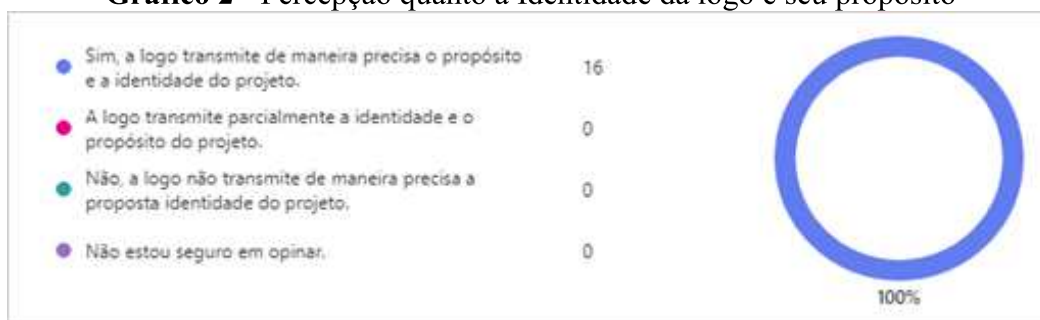 Gráfico 2 - Percepção quanto a Identidade da logo e seu propósito
Sim, a logo transmite de maneira precisa o propósito
e a identidade do projeto.
16
A logo transmite parcialmente a identidade e o
propósito do projeto.
0
Não, a logo não transmite de maneira precisa a
proposta identidade do projeto.
0
Não estou seguro em opinar.
0
100%